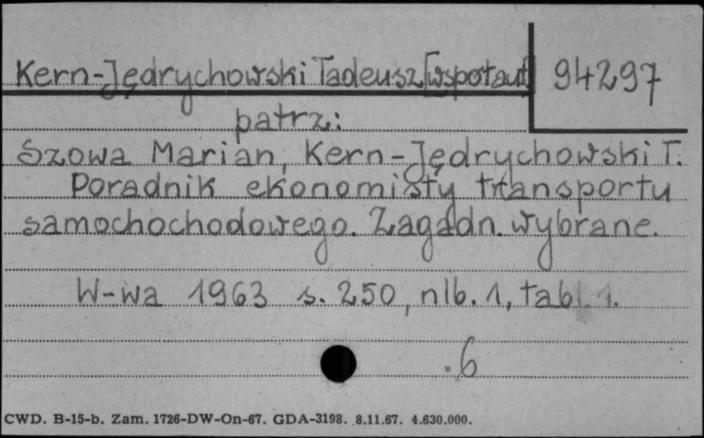 Kern-Jędrychowski Tadeusz [współaut] 94297
patrz:
Szowa Marian, Kern-Jędrychowski T.
Poradnik ekonomisty transportu
samochochodowego. Zagadn. wybrane.
W-wa 1963 s. 250, nlb. 1, tabl. 1.
.6
CWD. B-15-b. Zam. 1726-DW-On-67. GDA-3198. 8.11.67. 4.630.000.